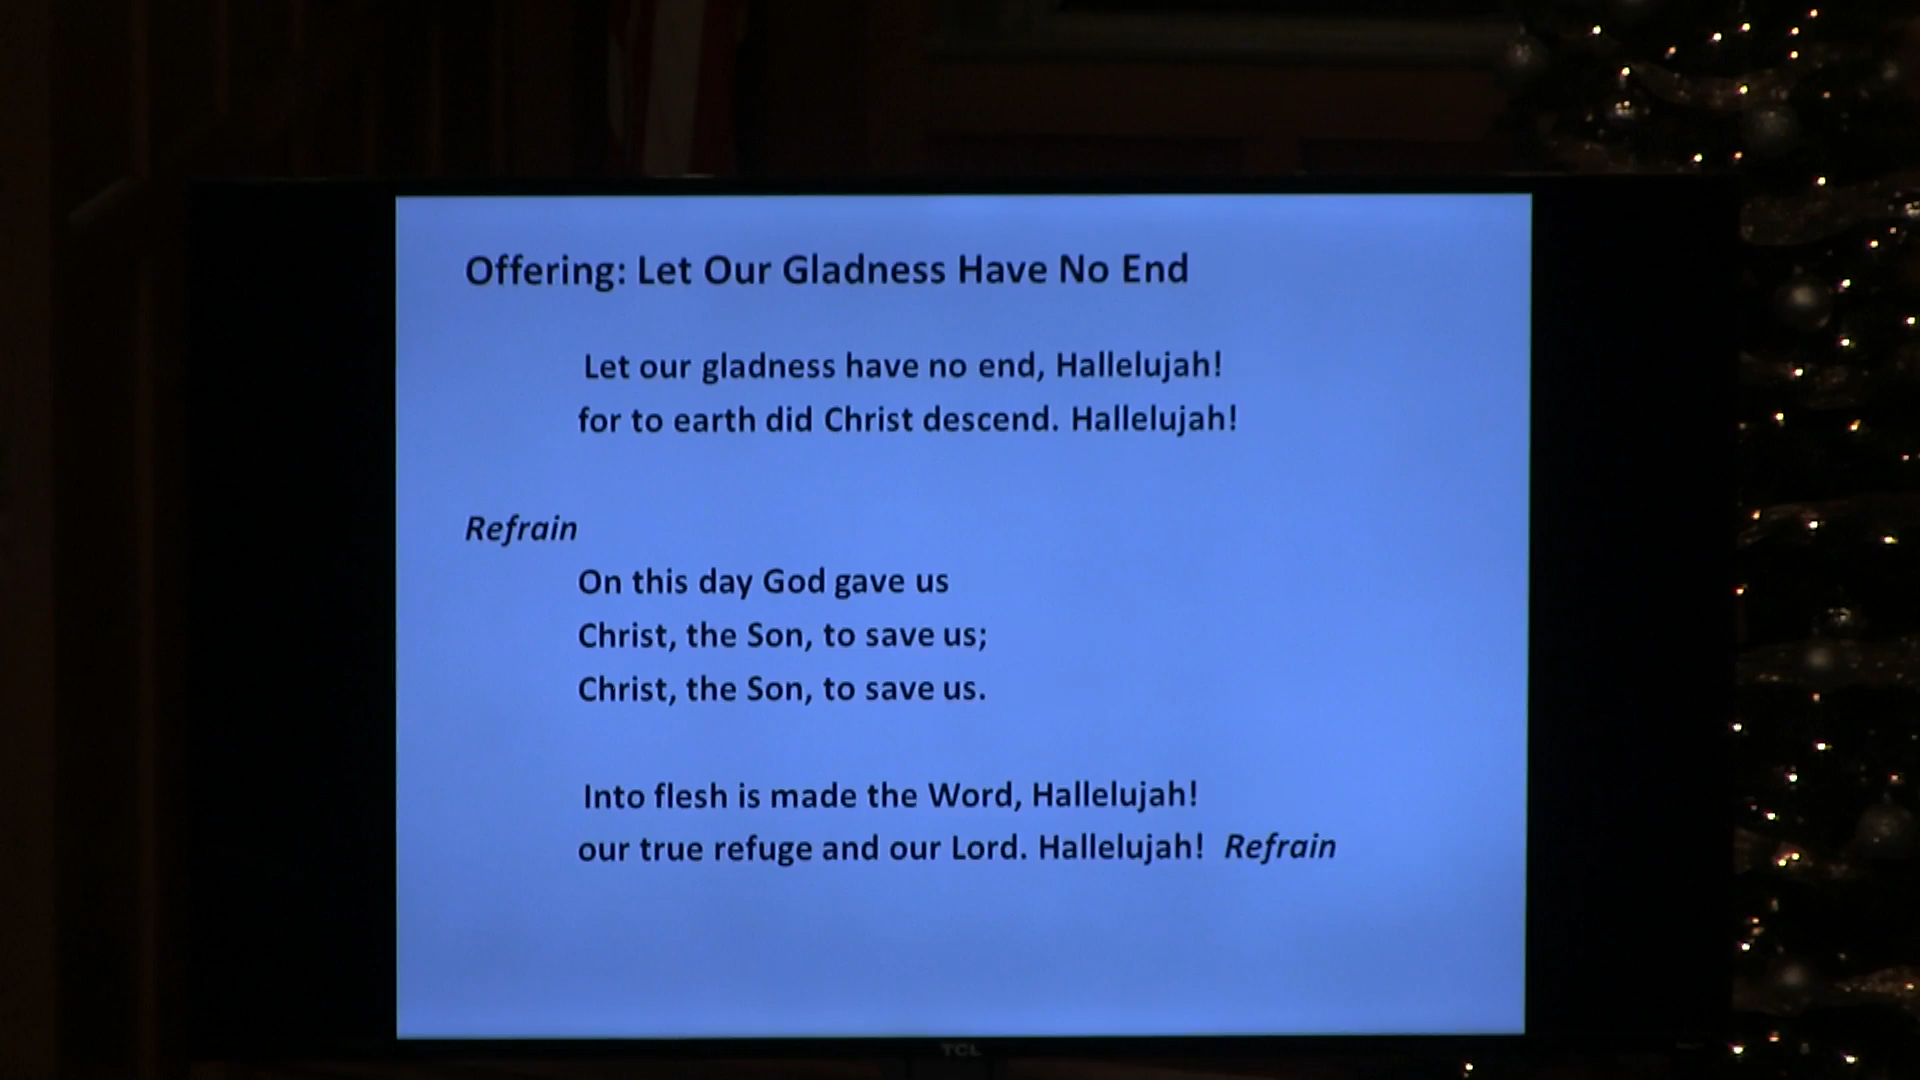 Offering: Let Our Gladness Have No End
Let our gladness have no end, Hallelujah!
for to earth did Christ descend. Hallelujah!
Refrain
On this day God gave us
Christ, the Son, to save us;
Christ, the Son, to save us.
Into flesh is made the Word, Hallelujah!
our true refuge and our Lord. Hallelujah! Refrain
TCL